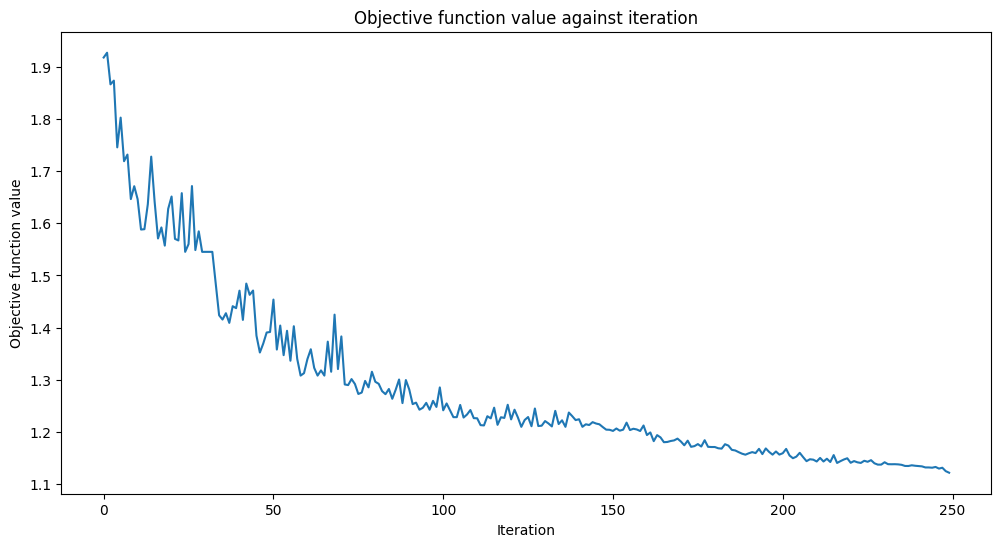 Objective function value against iteration
Objective function value
1.9
1.8
1.7
1.6
1.5
1.4
1.3
1.2
1.1
0 50 100 150 200 250
Iteration